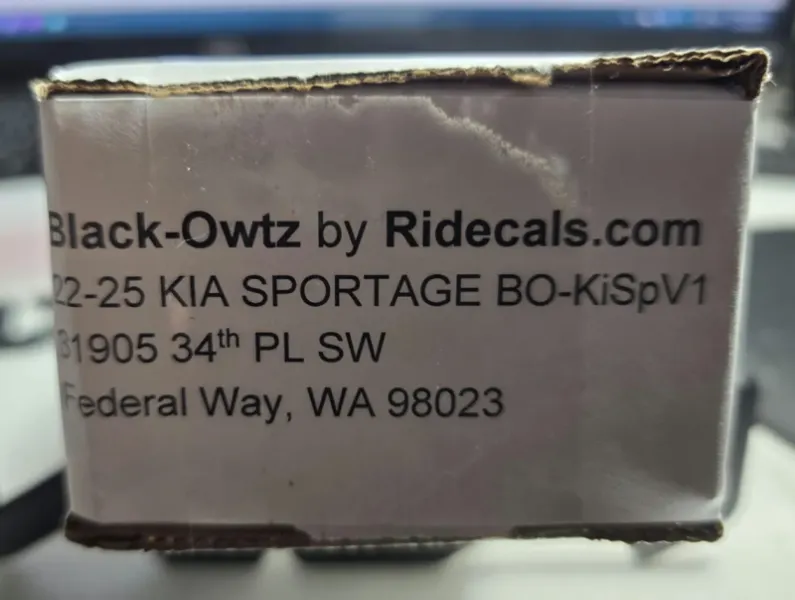 Black-Owtz by Ridecals.com
22-25 KIA SPORTAGE BO-KiSpV1
31905 34th PL SW
Federal Way, WA 98023